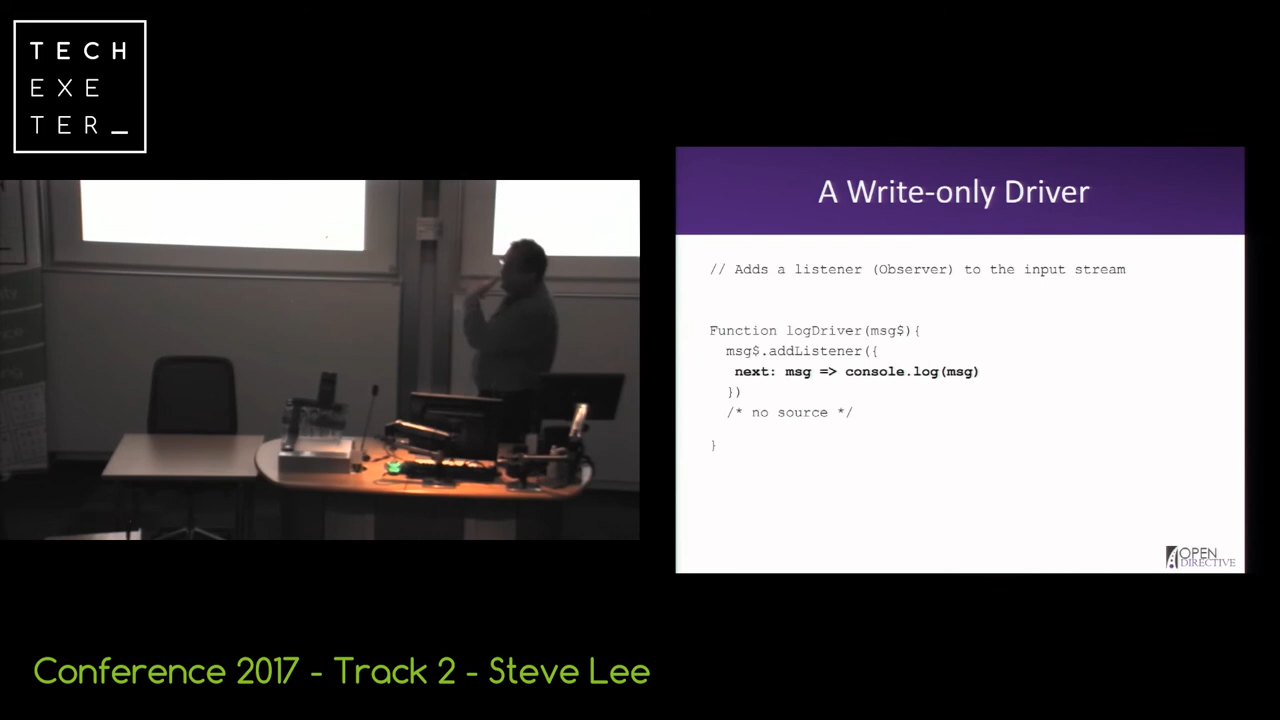 TECH
EXE
TER_
A Write-only Driver
// Adds a listener (Observer) to the input stream
Function logDriver(msg$){
msg$.addListener({
next: msg => console.log(msg)
})
/* no source */
}
OPEN
DIRECTIVE
Conference 2017 - Track 2 - Steve Lee